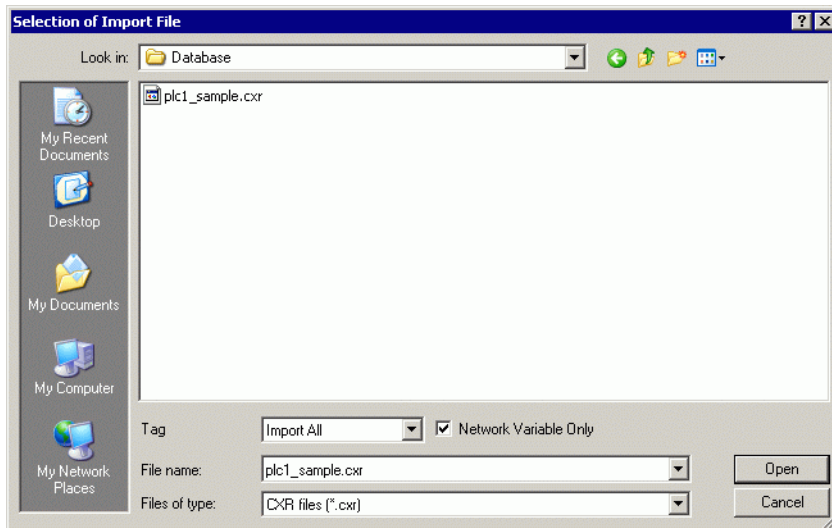 Selection of Import File
Look in: Database
plc1_sample.cxr
My Recent
Documents
Desktop
My Documents
My Computer
My Network
Places
Tag Import All Network Variable Only
File name: plc1_sample.cxr Open
Files of type: CXR files (*.cxr) Cancel